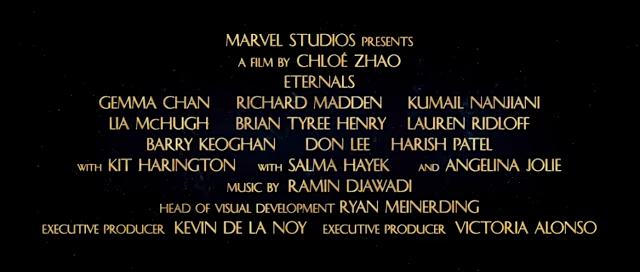 MARVEL STUDIOS PRESENTS
A FILM BY CHLOÉ ZHAO
ETERNALS
GEMMA CHAN RICHARD MADDEN KUMAIL NANJIANI
LIA McHUGH BRIAN TYREE HENRY LAUREN RIDLOFF
BARRY KEOGHAN DON LEE HARISH PATEL
WITH KIT HARINGTON WITH SALMA HAYEK AND ANGELINA JOLIE
MUSIC BY RAMIN DJAWADI
HEAD OF VISUAL DEVELOPMENT RYAN MEINERDING
EXECUTIVE PRODUCER KEVIN DE LA NOY EXECUTIVE PRODUCER VICTORIA ALONSO